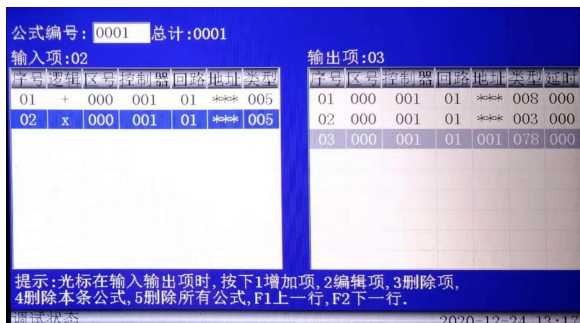 公式编号: 0001 总计:0001
输入项:02 输出项:03
序号 逻辑 区号 控制器 回路 地址 类型 序号 区号 控制器 回路 地址 类型 延时
01 + 000 001 01 *** 005 01 000 001 01 *** 008 000
02 x 000 001 01 *** 005 02 000 001 01 *** 003 000
03 000 001 01 001 078 000
提示:光标在输入输出项时,按下1增加项,2编辑项,3删除项,
4删除本条公式,5删除所有公式,F1上一行,F2下一行.
调试状态 2020-12-24 13:17